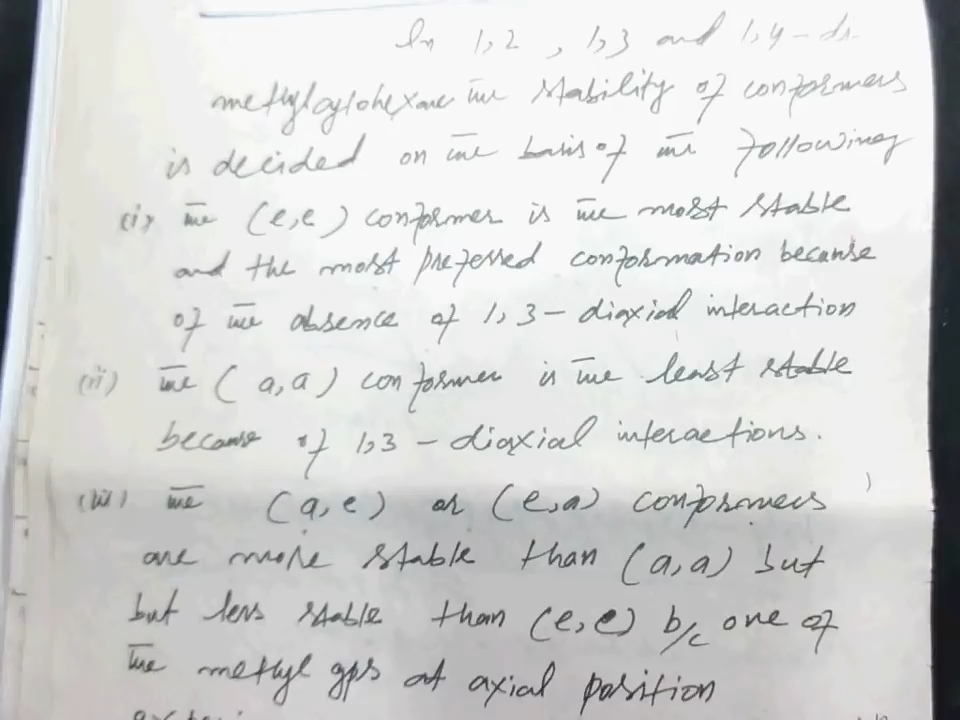 In 1,2 , 1,3 and 1,4 - di-
methylcylohexane the stability of conformers
is decided on the basis of the following
(i) the (e,e) conformer is the most stable
and the most preferred conformation because
of the absence of 1,3 - diaxial interaction
(ii) the (a,a) conformer is the least stable
because of 1,3 - diaxial interactions.
(iii) the (a,e) or (e,a) conformers
are more stable than (a,a) but
but less stable than (e,e) b/c one of
the methyl gps at axial position